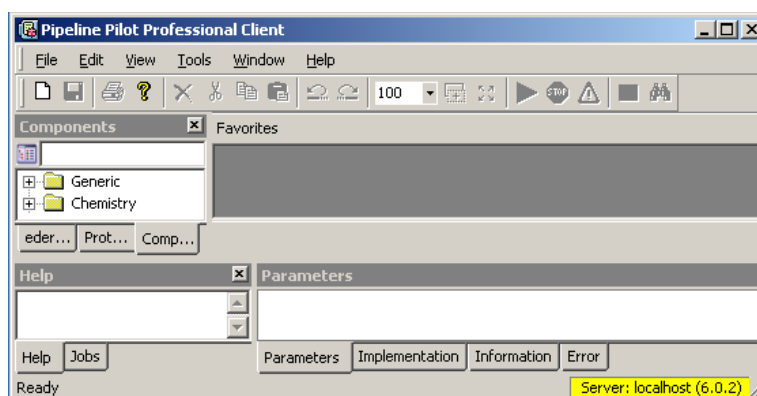 Pipeline Pilot Professional Client
File Edit View Tools Window Help
100
STOP
Components
Favorites
Generic
Chemistry
eder... Prot... Comp...
Help
Parameters
Help Jobs
Parameters Implementation Information Error
Ready
Server: localhost (6.0.2)